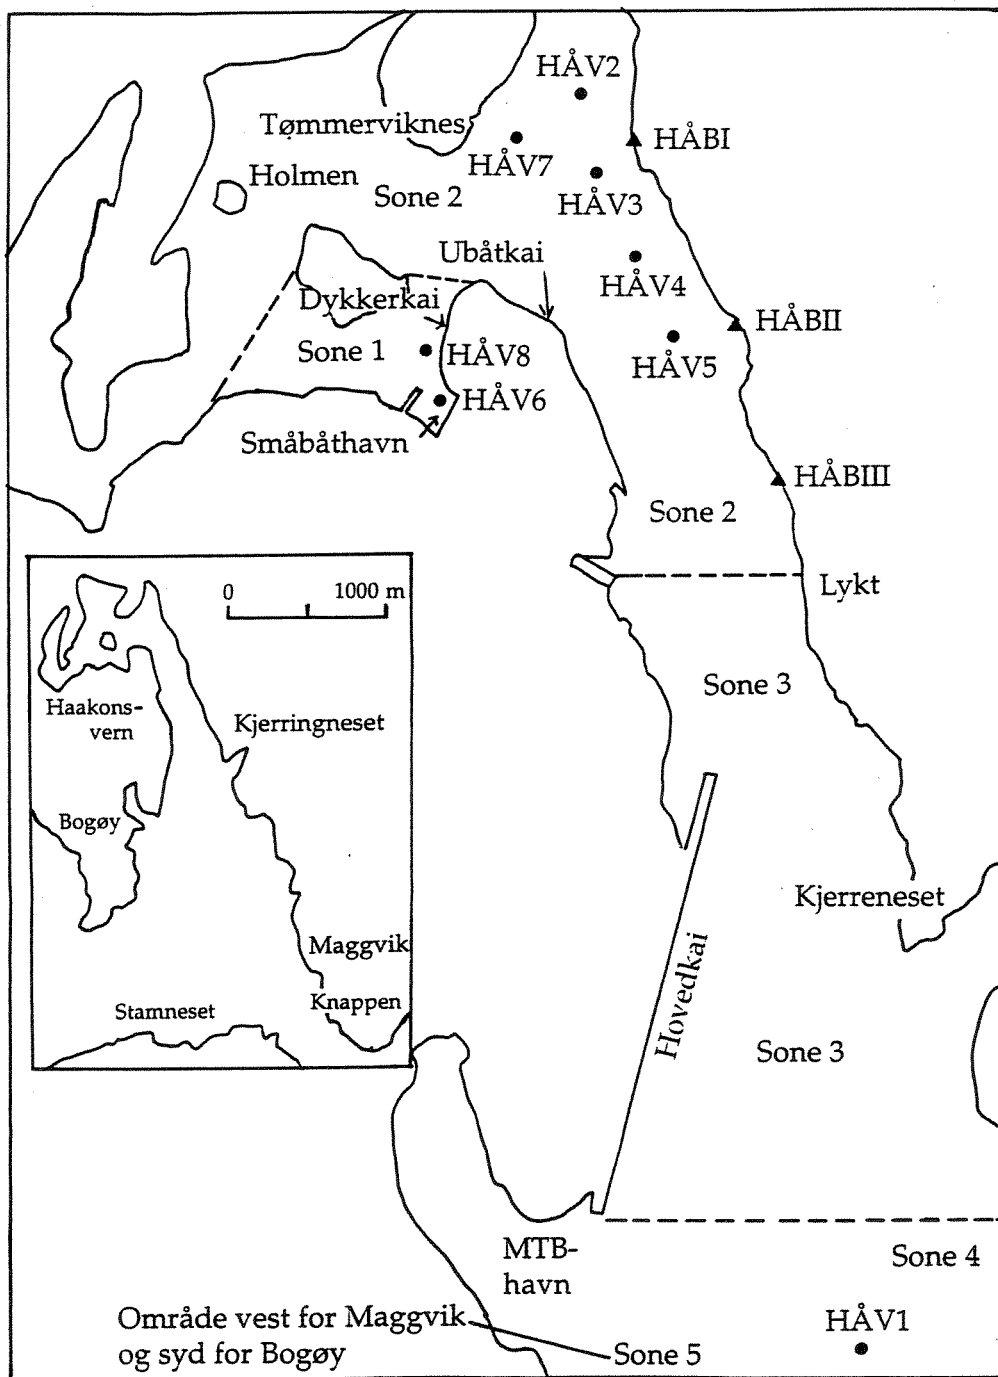 HÅV2
Tømmerviknes
HÅV7
HÅBI
Holmen
HÅV3
Sone 2
Ubåtkai
HÅV4
Dykkerkai
HÅBII
Sone 1
HÅV8
HÅV5
HÅV6
Småbåthavn
HÅBIII
Sone 2
Lykt
0 1000 m
Haakons-
vern
Kjerringneset
Bogøy
Maggvik
Knappen
Stamneset
Sone 3
Kjerreneset
Hovedkai
Sone 3
MTB-
havn
Sone 4
Område vest for Maggvik
og syd for Bogøy
Sone 5
HÅV1